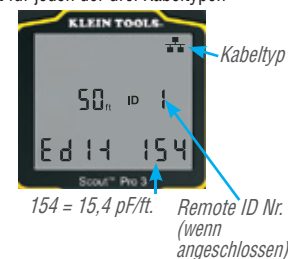 für jeden der drei Kabeltypen
KLEIN TOOLS®
Kabeltyp
50ft ID 1
Ed1t 154
Scout™ Pro 3
154 = 15,4 pF/ft.
Remote ID Nr.
(wenn
angeschlossen)